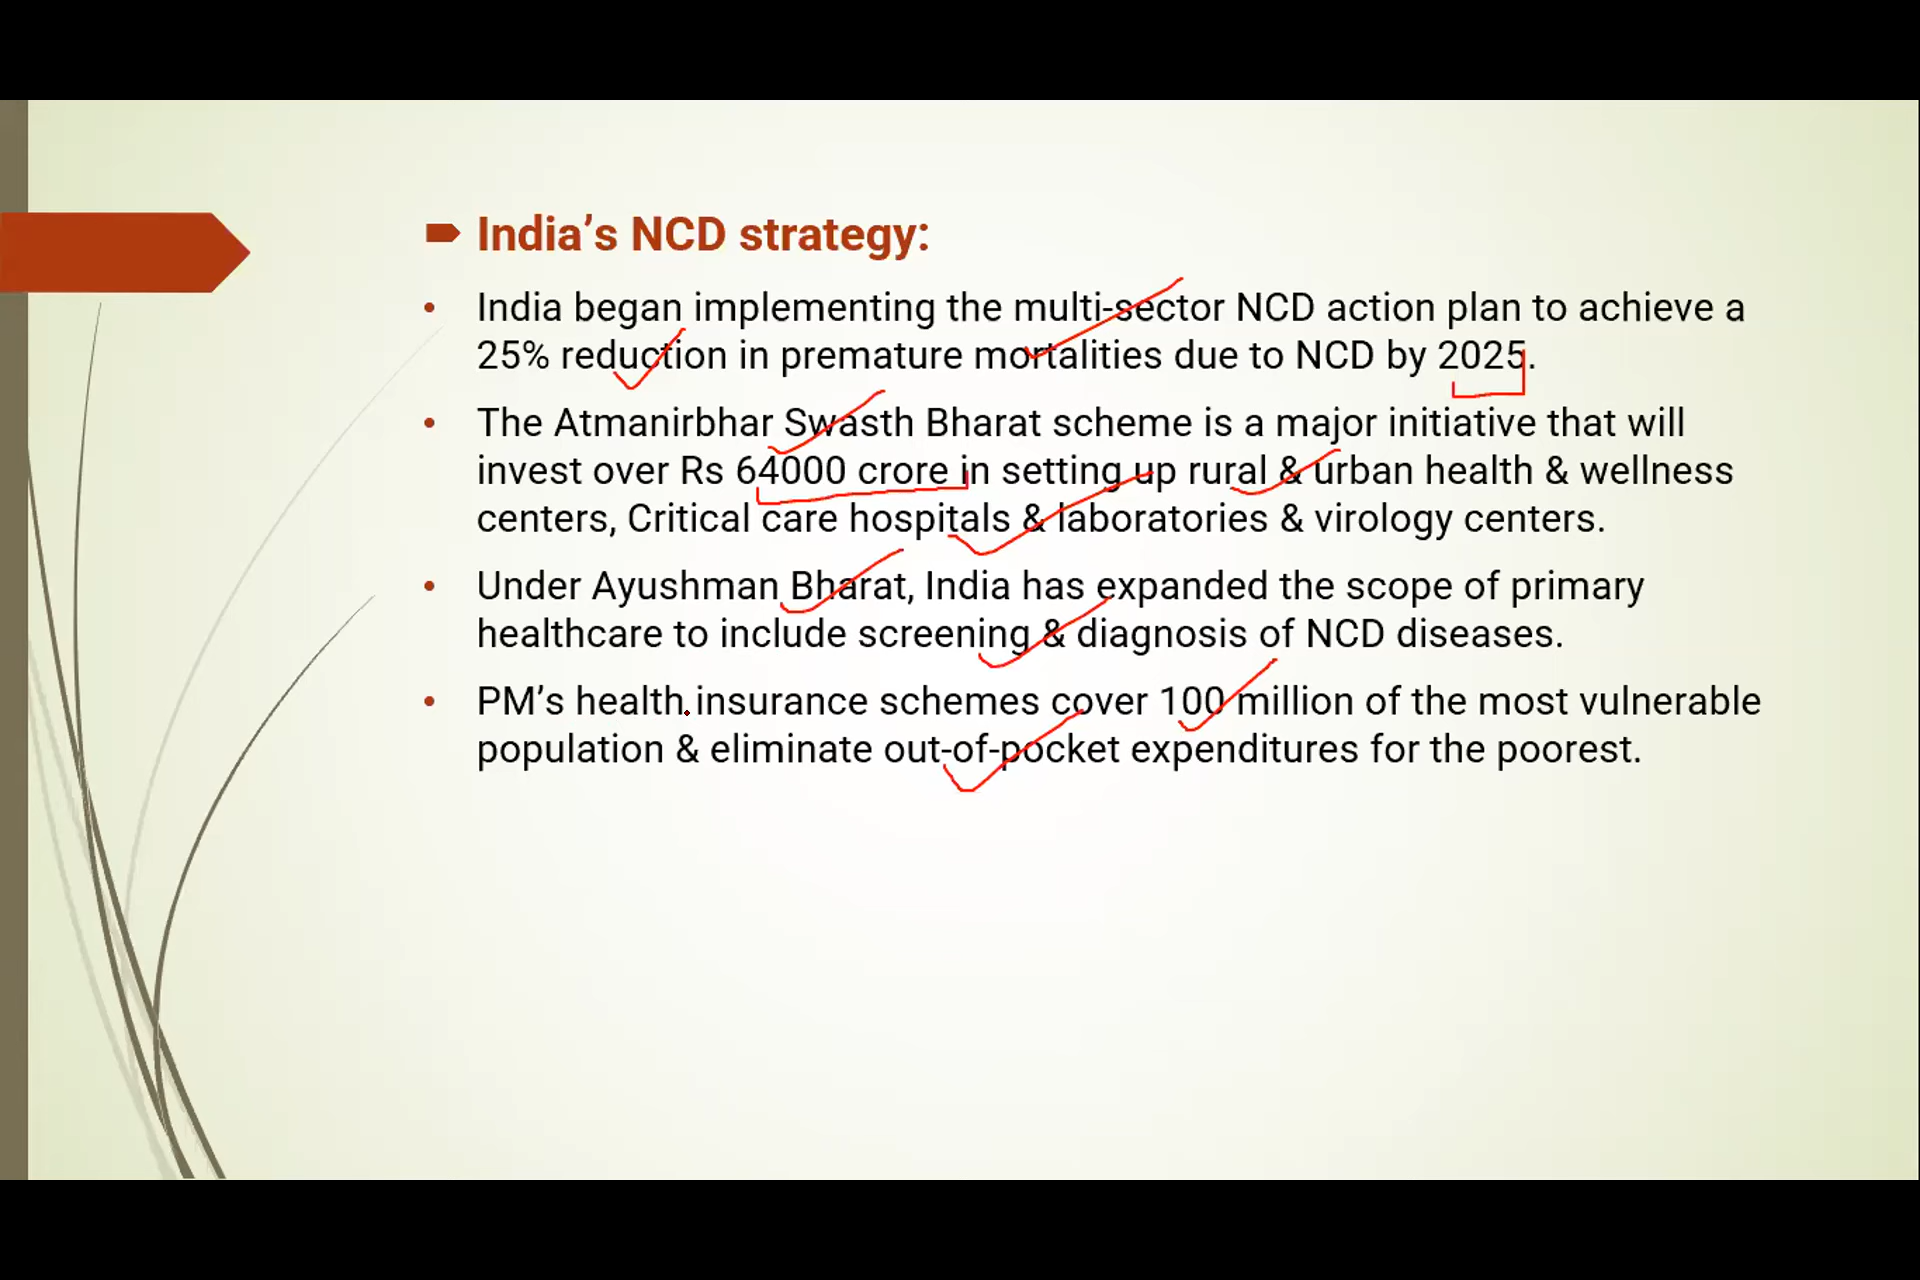 India’s NCD strategy:
India began implementing the multi-sector NCD action plan to achieve a
25% reduction in premature mortalities due to NCD by 2025.
The Atmanirbhar Swasth Bharat scheme is a major initiative that will
invest over Rs 64000 crore in setting up rural & urban health & wellness
centers, Critical care hospitals & laboratories & virology centers.
Under Ayushman Bharat, India has expanded the scope of primary
healthcare to include screening & diagnosis of NCD diseases.
PM’s health insurance schemes cover 100 million of the most vulnerable
population & eliminate out-of-pocket expenditures for the poorest.